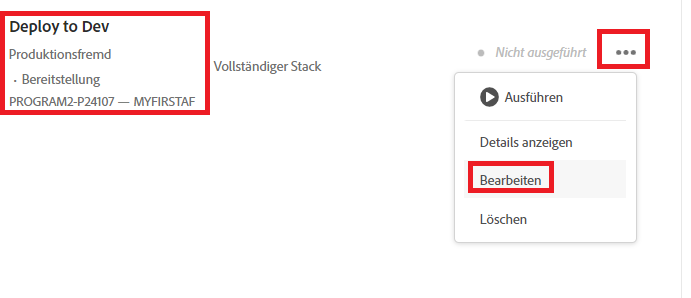 Deploy to Dev
Produktionsfremd
· Bereitstellung
PROGRAM2-P24107 — MYFIRSTAF
Vollständiger Stack
Nicht ausgeführt
Ausführen
Details anzeigen
Bearbeiten
Löschen